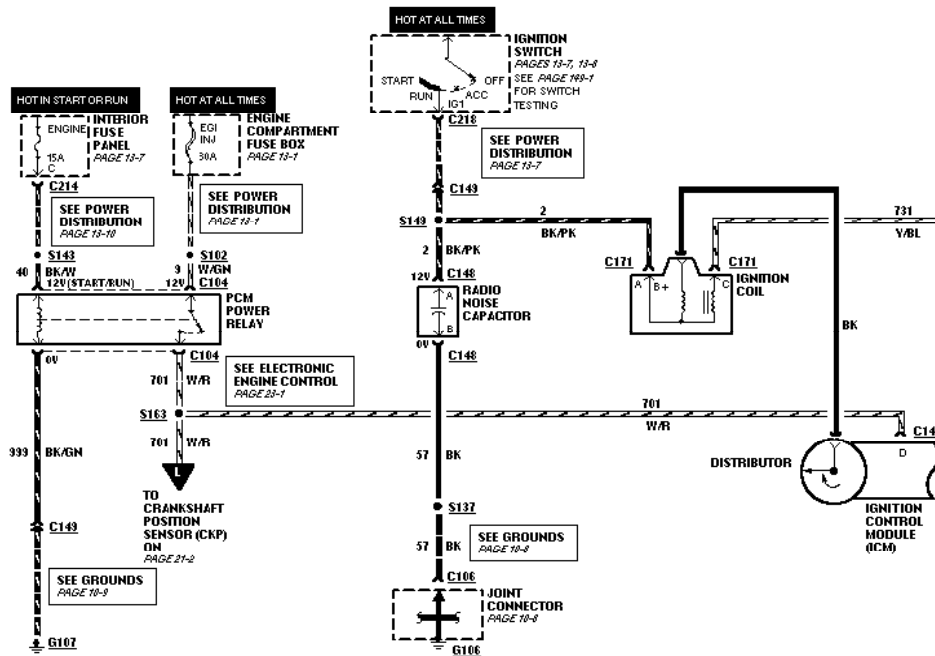 HOT AT ALL TIMES
IGNITION
SWITCH
PAGES 13-7, 13-8
SEE PAGE 149-1
FOR SWITCH
TESTING
START
OFF
RUN
ACC
IG1
C218
HOT IN START OR RUN
HOT AT ALL TIMES
ENGINE
15A
C
INTERIOR
FUSE
PANEL
PAGE 13-7
EGI
INJ
30A
ENGINE
COMPARTMENT
FUSE BOX
PAGE 13-1
C214
SEE POWER
DISTRIBUTION
PAGE 13-10
SEE POWER
DISTRIBUTION
PAGE 13-1
SEE POWER
DISTRIBUTION
PAGE 13-7
C149
S149
2
BK/PK
731
Y/BL
S143
S102
40
BK/W
9
W/GN
12V(START/RUN)
12V
C104
PCM
POWER
RELAY
2
BK/PK
12V
C148
A
B
RADIO
NOISE
CAPACITOR
0V
C148
C171
C171
A
B+
C
IGNITION
COIL
BK
0V
C104
701
W/R
SEE ELECTRONIC
ENGINE CONTROL
PAGE 23-1
S163
701
W/R
701
W/R
999
BK/GN
L
TO
CRANKSHAFT
POSITION
SENSOR (CKP)
ON
PAGE 21-2
C149
SEE GROUNDS
PAGE 10-9
G107
57
BK
S137
57
BK
SEE GROUNDS
PAGE 10-8
C106
JOINT
CONNECTOR
PAGE 10-8
G106
DISTRIBUTOR
C14
D
IGNITION
CONTROL
MODULE
(ICM)